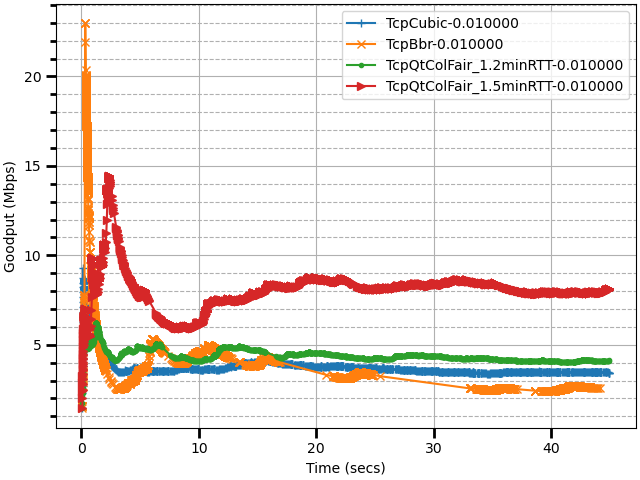 TcpCubic-0.010000
TcpBbr-0.010000
TcpQtColFair_1.2minRTT-0.010000
TcpQtColFair_1.5minRTT-0.010000
Goodput (Mbps)
20
15
10
5
0 10 20 30 40
Time (secs)